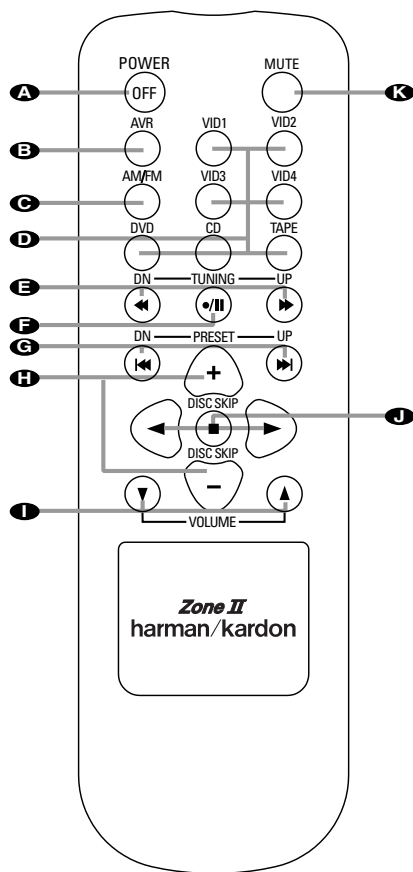 POWER MUTE
A OFF K
AVR VID1 VID2
B
AM/FM VID3 VID4
C
D DVD CD TAPE
E DN TUNING UP
F
G DN PRESET UP
H +
DISC SKIP
J
DISC SKIP
−
I VOLUME
Zone II
harman/kardon